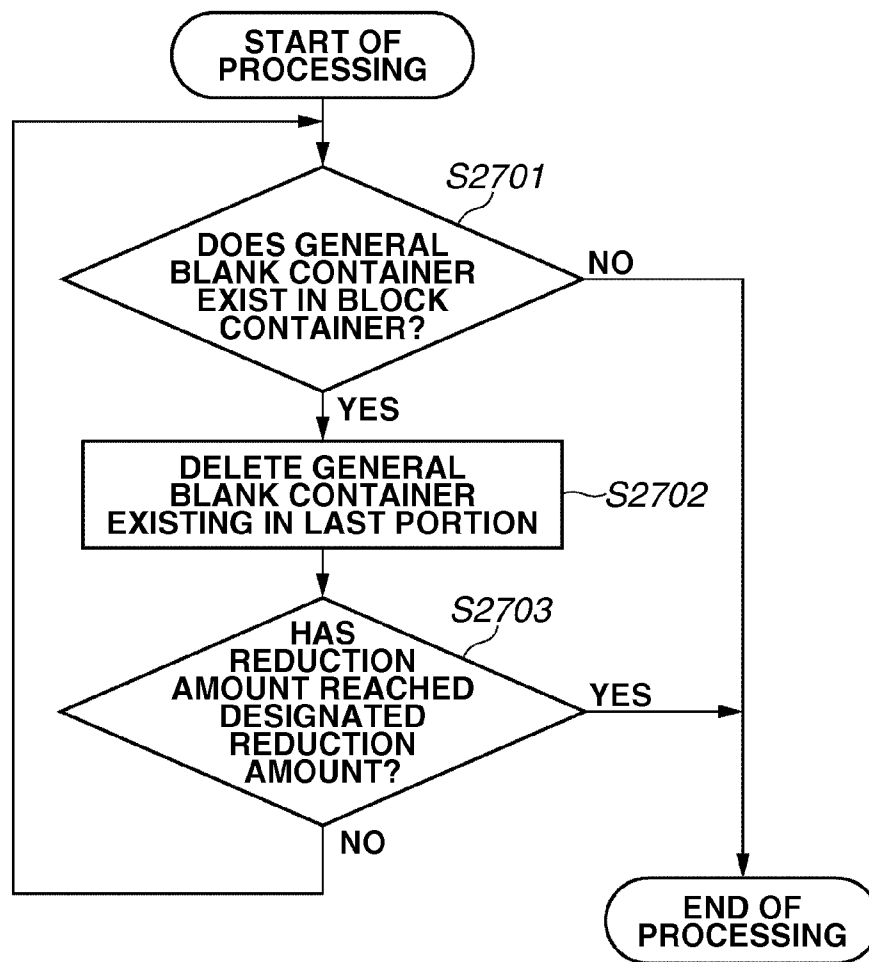 START OF
PROCESSING
S2701
DOES GENERAL
BLANK CONTAINER
EXIST IN BLOCK
CONTAINER?
NO
YES
DELETE GENERAL
BLANK CONTAINER
EXISTING IN LAST PORTION
S2702
S2703
HAS
REDUCTION
AMOUNT REACHED
DESIGNATED
REDUCTION
AMOUNT?
YES
NO
END OF
PROCESSING